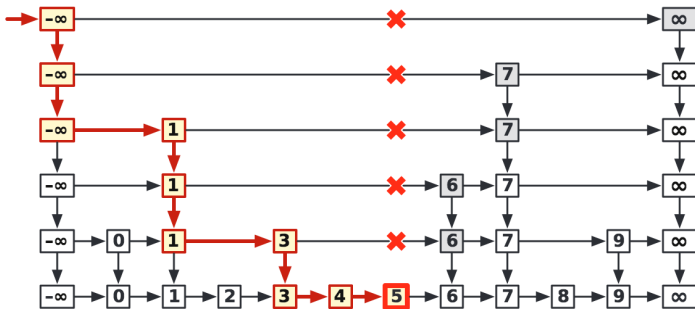 -∞ ∞
-∞ 7 ∞
-∞ 1 7 ∞
-∞ 1 6 7 ∞
-∞ 0 1 3 6 7 9 ∞
-∞ 0 1 2 3 4 5 6 7 8 9 ∞